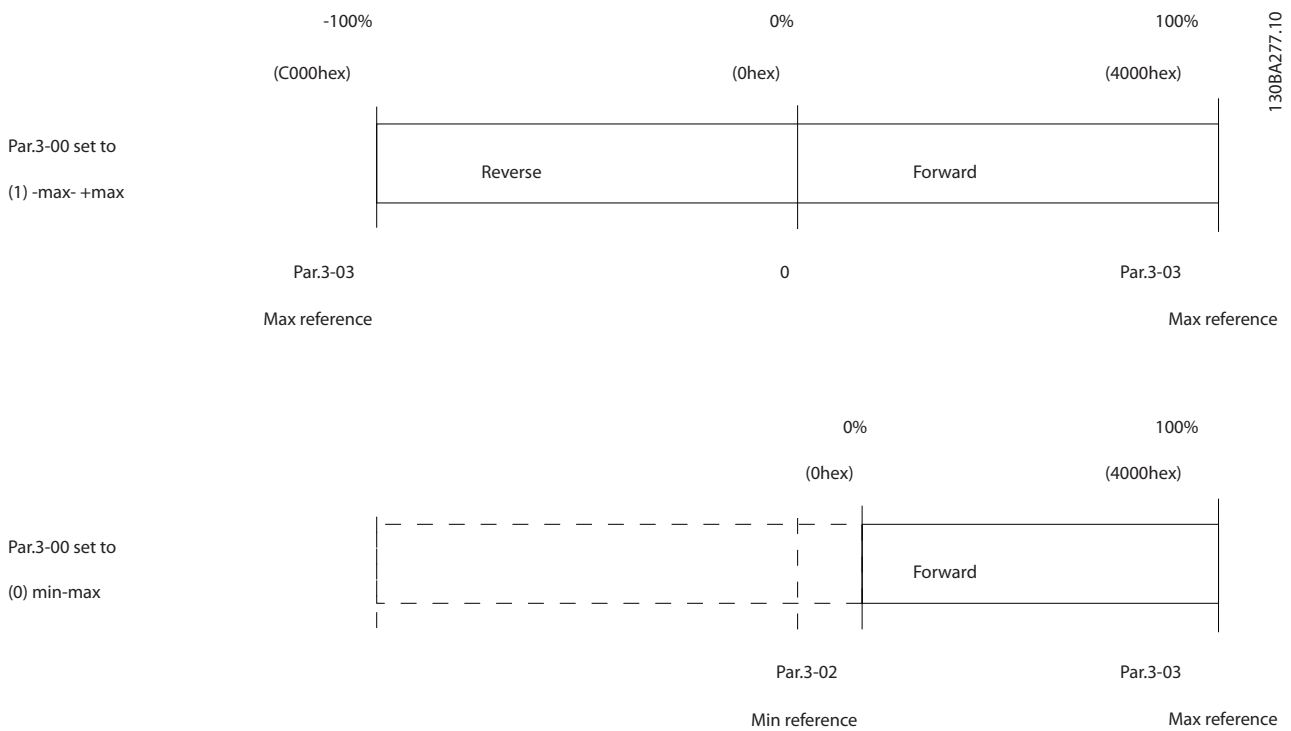 -100% 0% 100%
(C000hex) (0hex) (4000hex)
130BA277.10
Par.3-00 set to
(1) -max- +max
Reverse Forward
Par.3-03 0 Par.3-03
Max reference Max reference
0% 100%
(0hex) (4000hex)
Par.3-00 set to
(0) min-max
Forward
Par.3-02 Par.3-03
Min reference Max reference